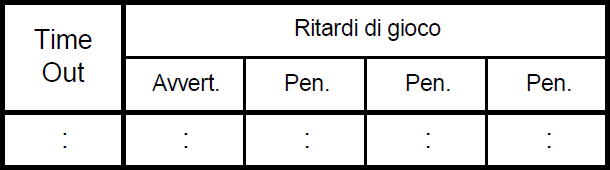 Time
Out
Ritardi di gioco
Avvert. Pen. Pen. Pen.
: : : : :